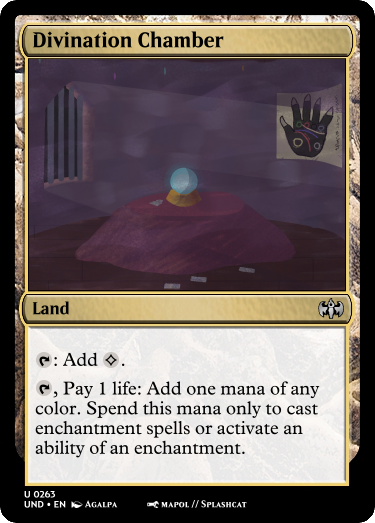 Divination Chamber
Land
: Add .
, Pay 1 life: Add one mana of any
color. Spend this mana only to cast
enchantment spells or activate an
ability of an enchantment.
U 0263
UND • EN Agalpa
mapol // Splashcat